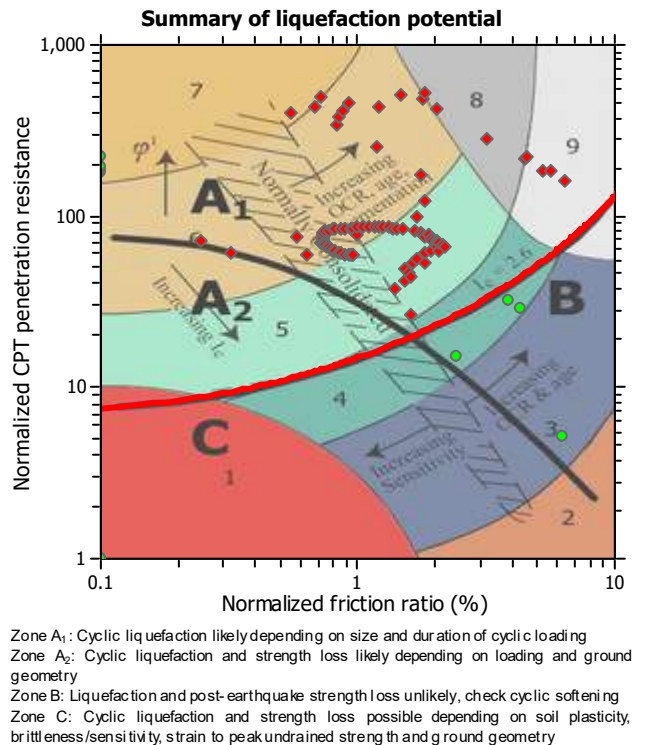 Summary of liquefaction potential
Normalized CPT penetration resistance
1,000
100
10
1
0.1
1
10
Normalized friction ratio (%)
7
8
9
φ'
A1
Increasing
OCR, age,
cementation
Normally consolidated
A2
Increasing Ic
5
Ic = 2.6
B
4
Increasing
OCR & age
C
1
Increasing
Sensitivity
3
2
Zone A1: Cyclic liquefaction likely depending on size and duration of cyclic loading
Zone A2: Cyclic liquefaction and strength loss likely depending on loading and ground
geometry
Zone B: Liquefaction and post-earthquake strength loss unlikely, check cyclic softening
Zone C: Cyclic liquefaction and strength loss possible depending on soil plasticity,
brittleness/sensitivity, strain to peak undrained strength and ground geometry